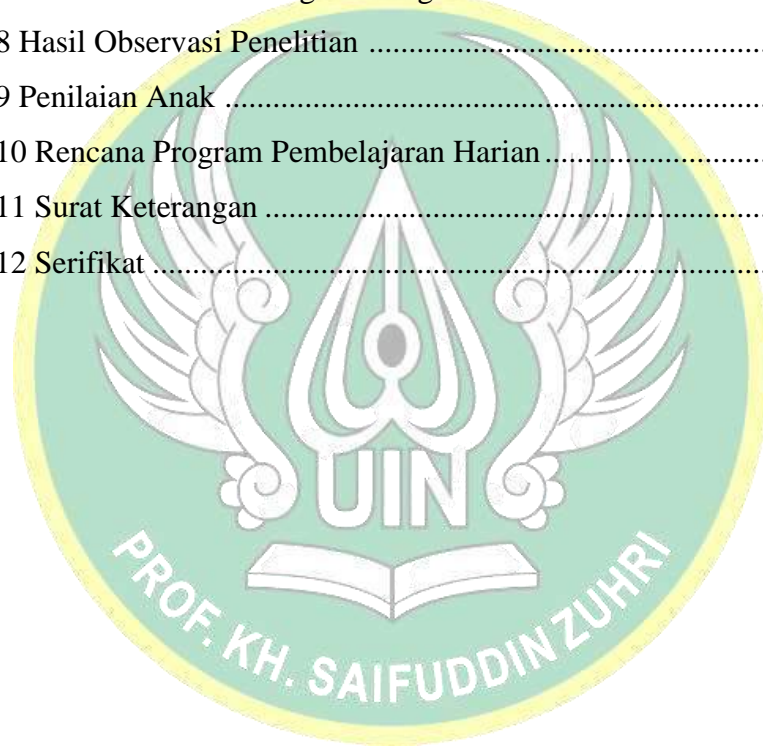 8 Hasil Observasi Penelitian ........................................................................
9 Penilaian Anak ........................................................................
10 Rencana Program Pembelajaran Harian ........................................................................
11 Surat Keterangan ........................................................................
12 Serifikat ........................................................................
UIN
PROF. KH. SAIFUDDIN ZUHRI